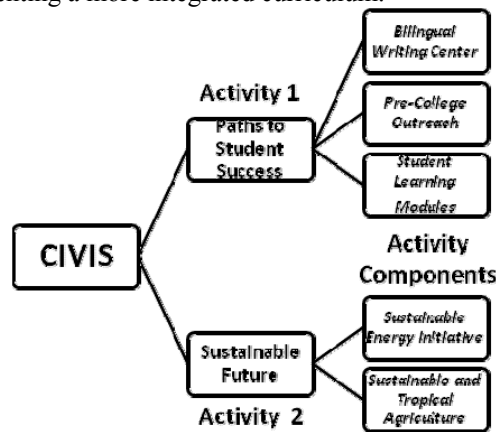 enting a more integrated curriculum.
Bilingual
Writing Center
Activity 1
Paths to
Student
Success
Pre-College
Outreach
Student
Learning
Modules
CIVIS
Activity
Components
Sustainable
Energy Initiative
Sustainable
Future
Activity 2
Sustainable and
Tropical
Agriculture